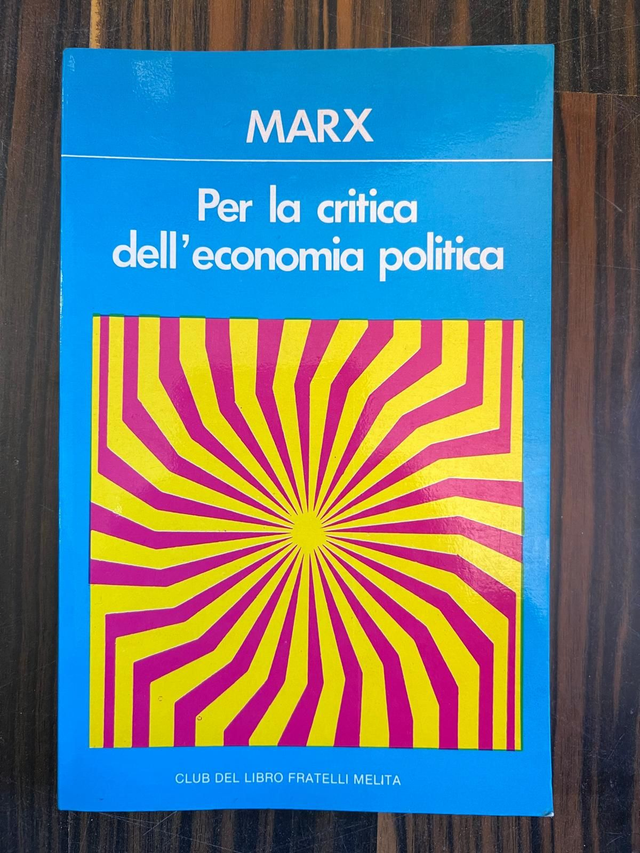 MARX
Per la critica
dell'economia politica
CLUB DEL LIBRO FRATELLI MELITA